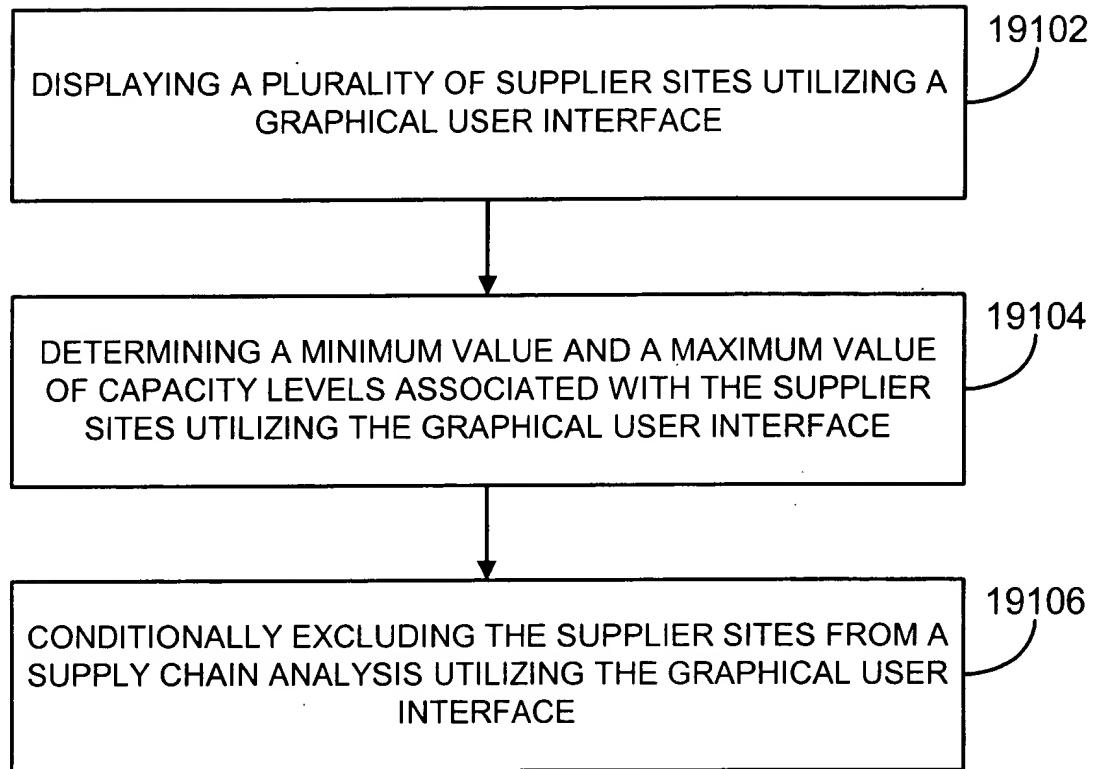 19102
DISPLAYING A PLURALITY OF SUPPLIER SITES UTILIZING A
GRAPHICAL USER INTERFACE
19104
DETERMINING A MINIMUM VALUE AND A MAXIMUM VALUE
OF CAPACITY LEVELS ASSOCIATED WITH THE SUPPLIER
SITES UTILIZING THE GRAPHICAL USER INTERFACE
19106
CONDITIONALLY EXCLUDING THE SUPPLIER SITES FROM A
SUPPLY CHAIN ANALYSIS UTILIZING THE GRAPHICAL USER
INTERFACE